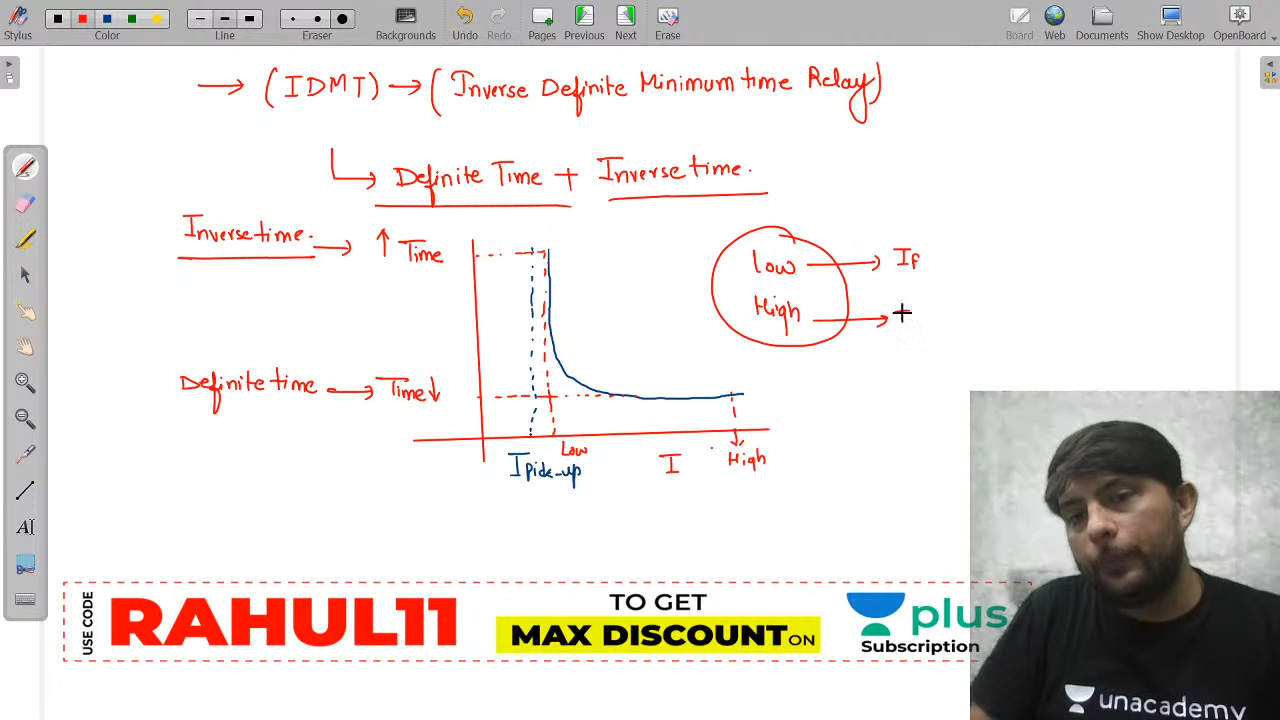 Stylus
Color
Line
Eraser
Backgrounds
Undo
Redo
Pages
Previous
Next
Erase
Board
Web
Documents
Show Desktop
OpenBoard
→ (IDMT) → (Inverse Definite Minimum time Relay)
Definite Time + Inverse time.
Inverse time. → ↑ Time
Low → If
High →
Definite time → Time ↓
Low
I pick-up
I
High
USE CODE
RAHUL11
TO GET
MAX DISCOUNT ON
plus
Subscription
unacademy